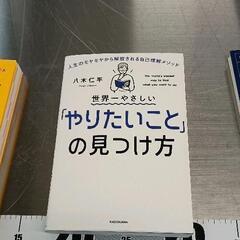 人生のモヤモヤから解放される自己理解メソッド
八木仁平
The world's easiest
way to find
what you want to do
世界一やさしい
「やりたいこと」
の見つけ方
KADOKAWA
15
25